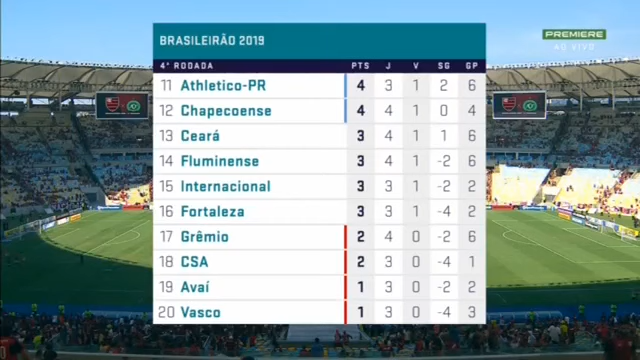 PREMIERE
AO VIVO
BRASILEIRÃO 2019
4ª RODADA PTS J V SG GP
11 Athletico-PR 4 3 1 2 6
12 Chapecoense 4 4 1 0 4
13 Ceará 3 4 1 1 6
14 Fluminense 3 4 1 -2 6
15 Internacional 3 3 1 -2 2
16 Fortaleza 3 3 1 -4 2
17 Grêmio 2 4 0 -2 6
18 CSA 2 3 0 -4 1
19 Avaí 1 3 0 -2 2
20 Vasco 1 3 0 -4 3